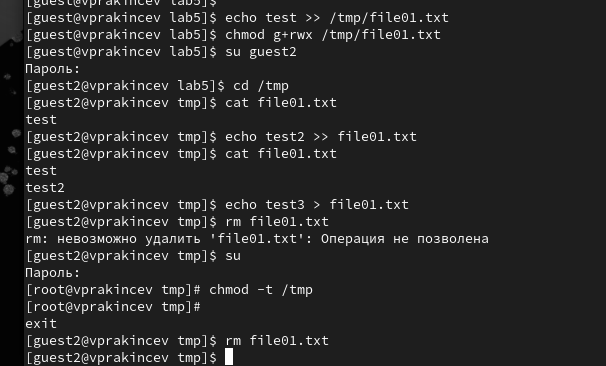 [guest@vprakincev lab5]$
[guest@vprakincev lab5]$ echo test >> /tmp/file01.txt
[guest@vprakincev lab5]$ chmod g+rwx /tmp/file01.txt
[guest@vprakincev lab5]$ su guest2
Пароль:
[guest2@vprakincev lab5]$ cd /tmp
[guest2@vprakincev tmp]$ cat file01.txt
test
[guest2@vprakincev tmp]$ echo test2 >> file01.txt
[guest2@vprakincev tmp]$ cat file01.txt
test
test2
[guest2@vprakincev tmp]$ echo test3 > file01.txt
[guest2@vprakincev tmp]$ rm file01.txt
rm: невозможно удалить 'file01.txt': Операция не позволена
[guest2@vprakincev tmp]$ su
Пароль:
[root@vprakincev tmp]# chmod -t /tmp
[root@vprakincev tmp]#
exit
[guest2@vprakincev tmp]$ rm file01.txt
[guest2@vprakincev tmp]$